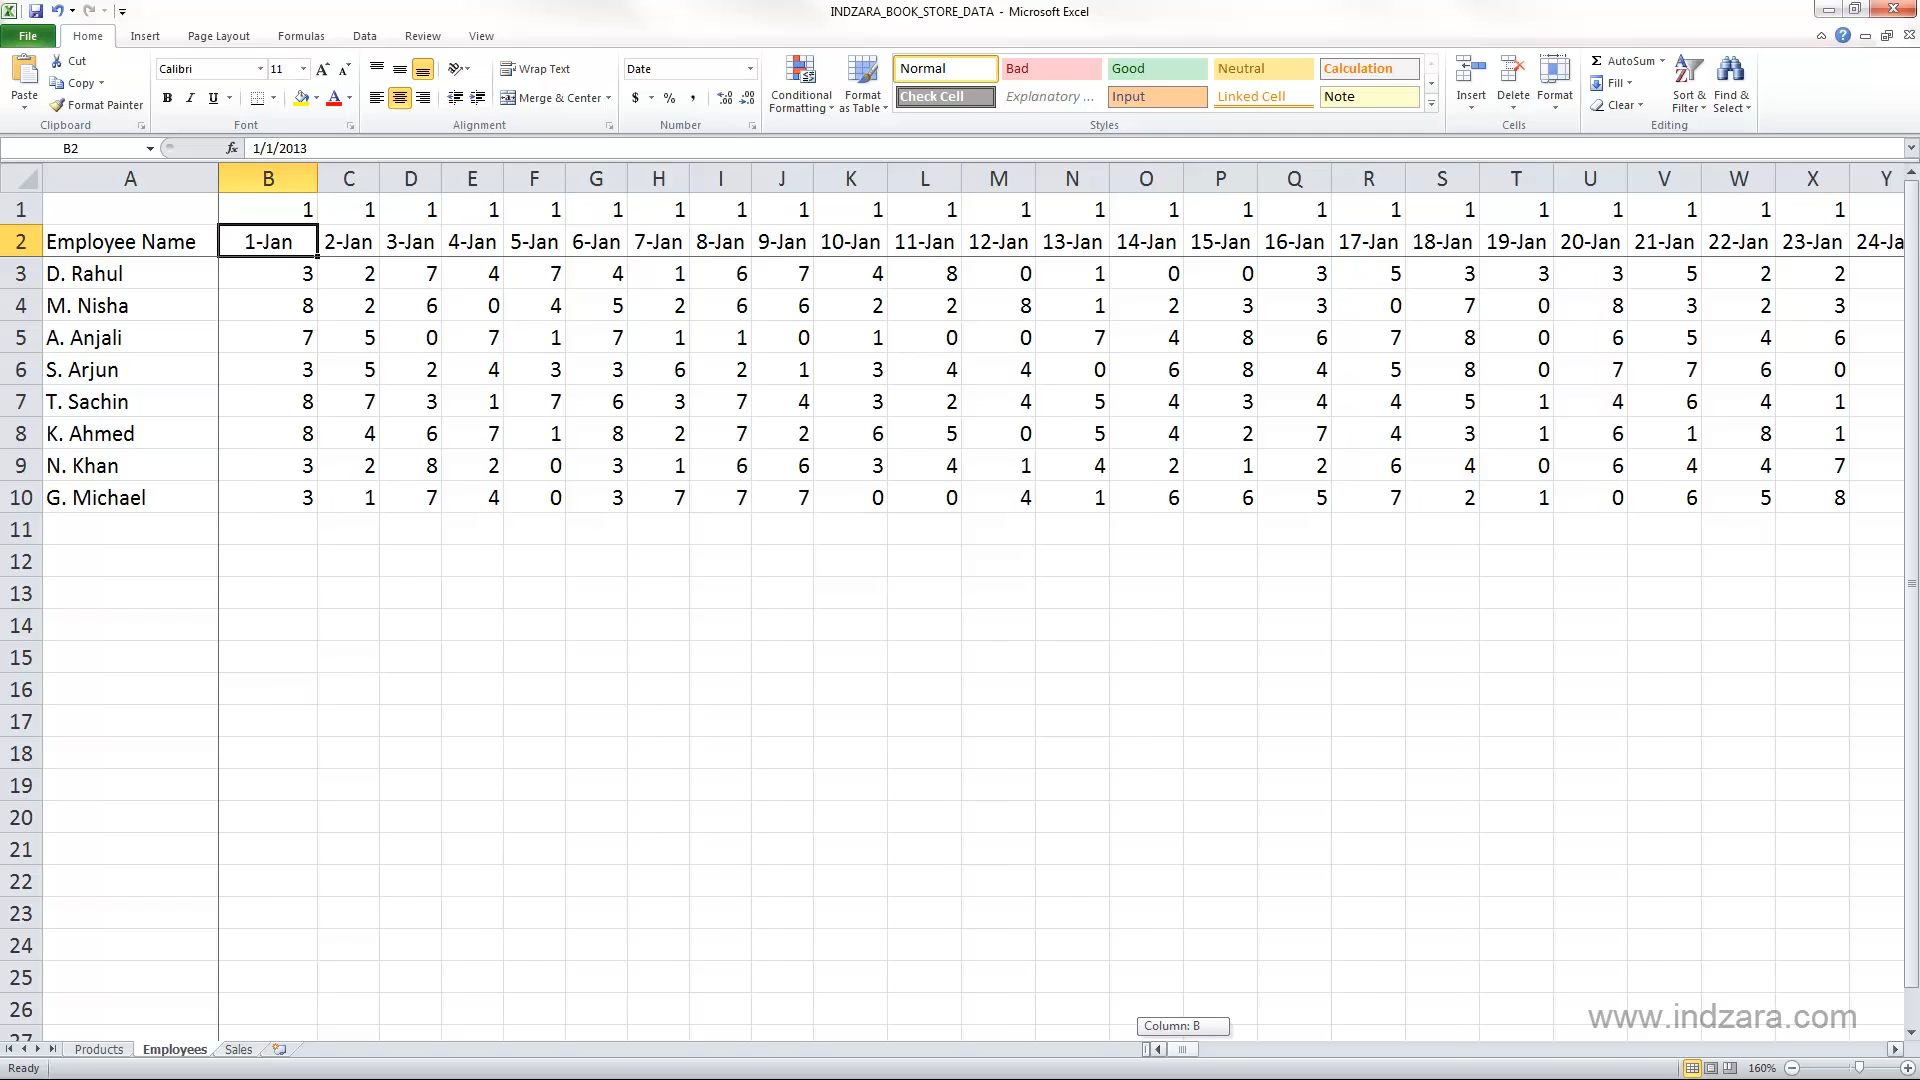 INDZARA_BOOK_STORE_DATA - Microsoft Excel
File Home Insert Page Layout Formulas Data Review View
Paste Cut Copy Format Painter Clipboard
Calibri 11 B I U Font
Wrap Text Merge & Center Alignment
Date $ % , Number
Conditional Formatting Format as Table
Normal Bad Good Neutral Calculation
Check Cell Explanatory ... Input Linked Cell Note
Styles
Insert Delete Format Cells
Σ AutoSum Fill Clear Sort & Filter Find & Select Editing
B2 fx 1/1/2013
A B C D E F G H I J K L M N O P Q R S T U V W X Y
1 1 1 1 1 1 1 1 1 1 1 1 1 1 1 1 1 1 1 1 1 1 1 1
2 Employee Name 1-Jan 2-Jan 3-Jan 4-Jan 5-Jan 6-Jan 7-Jan 8-Jan 9-Jan 10-Jan 11-Jan 12-Jan 13-Jan 14-Jan 15-Jan 16-Jan 17-Jan 18-Jan 19-Jan 20-Jan 21-Jan 22-Jan 23-Jan 24-Ja
3 D. Rahul 3 2 7 4 7 4 1 6 7 4 8 0 1 0 0 3 5 3 3 3 5 2 2
4 M. Nisha 8 2 6 0 4 5 2 6 6 2 2 8 1 2 3 3 0 7 0 8 3 2 3
5 A. Anjali 7 5 0 7 1 7 1 1 0 1 0 0 7 4 8 6 7 8 0 6 5 4 6
6 S. Arjun 3 5 2 4 3 3 6 2 1 3 4 4 0 6 8 4 5 8 0 7 7 6 0
7 T. Sachin 8 7 3 1 7 6 3 7 4 3 2 4 5 4 3 4 4 5 1 4 6 4 1
8 K. Ahmed 8 4 6 7 1 8 2 7 2 6 5 0 5 4 2 7 4 3 1 6 1 8 1
9 N. Khan 3 2 8 2 0 3 1 6 6 3 4 1 4 2 1 2 6 4 0 6 4 4 7
10 G. Michael 3 1 7 4 0 3 7 7 7 0 0 4 1 6 6 5 7 2 1 0 6 5 8
11
12
13
14
15
16
17
18
19
20
21
22
23
24
25
26
27
www.indzara.com
Column: B
Products Employees Sales
Ready 160%